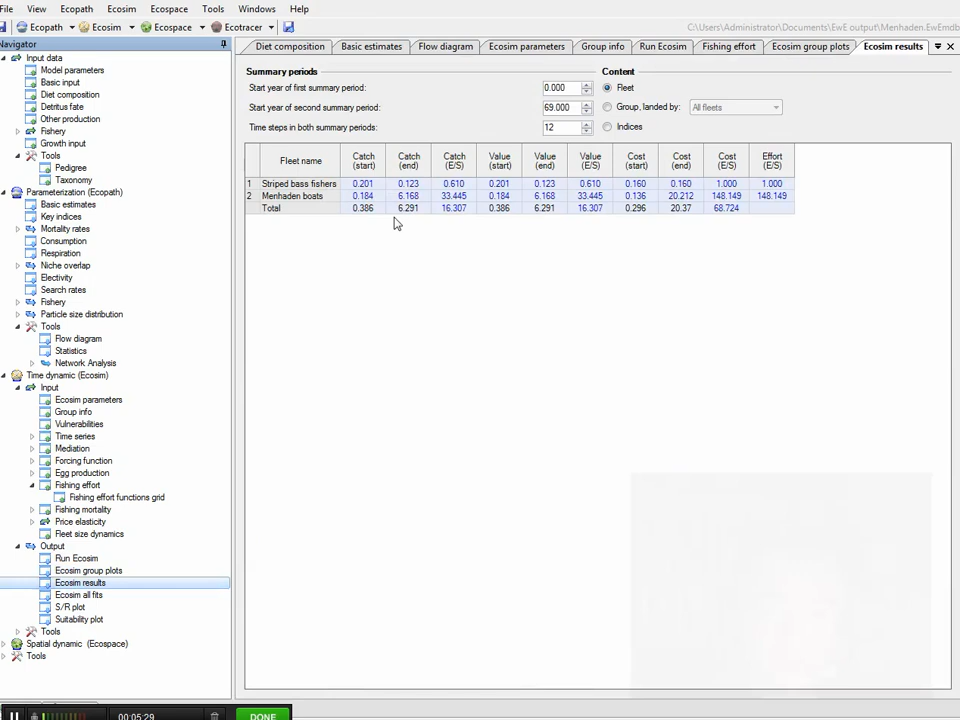 File View Ecopath Ecosim Ecospace Tools Windows Help
Ecopath Ecosim Ecospace Ecotracer C:\Users\Administrator\Documents\EwE output\Menhaden.EwEmdb
Navigator
Diet composition Basic estimates Flow diagram Ecosim parameters Group info Run Ecosim Fishing effort Ecosim group plots Ecosim results
Input data
Model parameters
Basic input
Diet composition
Detritus fate
Other production
Fishery
Growth input
Tools
Pedigree
Taxonomy
Parameterization (Ecopath)
Basic estimates
Key indices
Mortality rates
Consumption
Respiration
Niche overlap
Electivity
Search rates
Fishery
Particle size distribution
Tools
Flow diagram
Statistics
Network Analysis
Time dynamic (Ecosim)
Input
Ecosim parameters
Group info
Vulnerabilities
Time series
Mediation
Forcing function
Egg production
Fishing effort
Fishing effort functions grid
Fishing mortality
Price elasticity
Fleet size dynamics
Output
Run Ecosim
Ecosim group plots
Ecosim results
Ecosim all fits
S/R plot
Suitability plot
Tools
Spatial dynamic (Ecospace)
Tools
Summary periods
Start year of first summary period: 0.000
Start year of second summary period: 69.000
Time steps in both summary periods: 12
Content
Fleet
Group, landed by: All fleets
Indices
Fleet name Catch (start) Catch (end) Catch (E/S) Value (start) Value (end) Value (E/S) Cost (start) Cost (end) Cost (E/S) Effort (E/S)
1 Striped bass fishers 0.201 0.123 0.610 0.201 0.123 0.610 0.160 0.160 1.000 1.000
2 Menhaden boats 0.184 6.168 33.445 0.184 6.168 33.445 0.136 20.212 148.149 148.149
Total 0.386 6.291 16.307 0.386 6.291 16.307 0.296 20.37 68.724
00:05:29 DONE